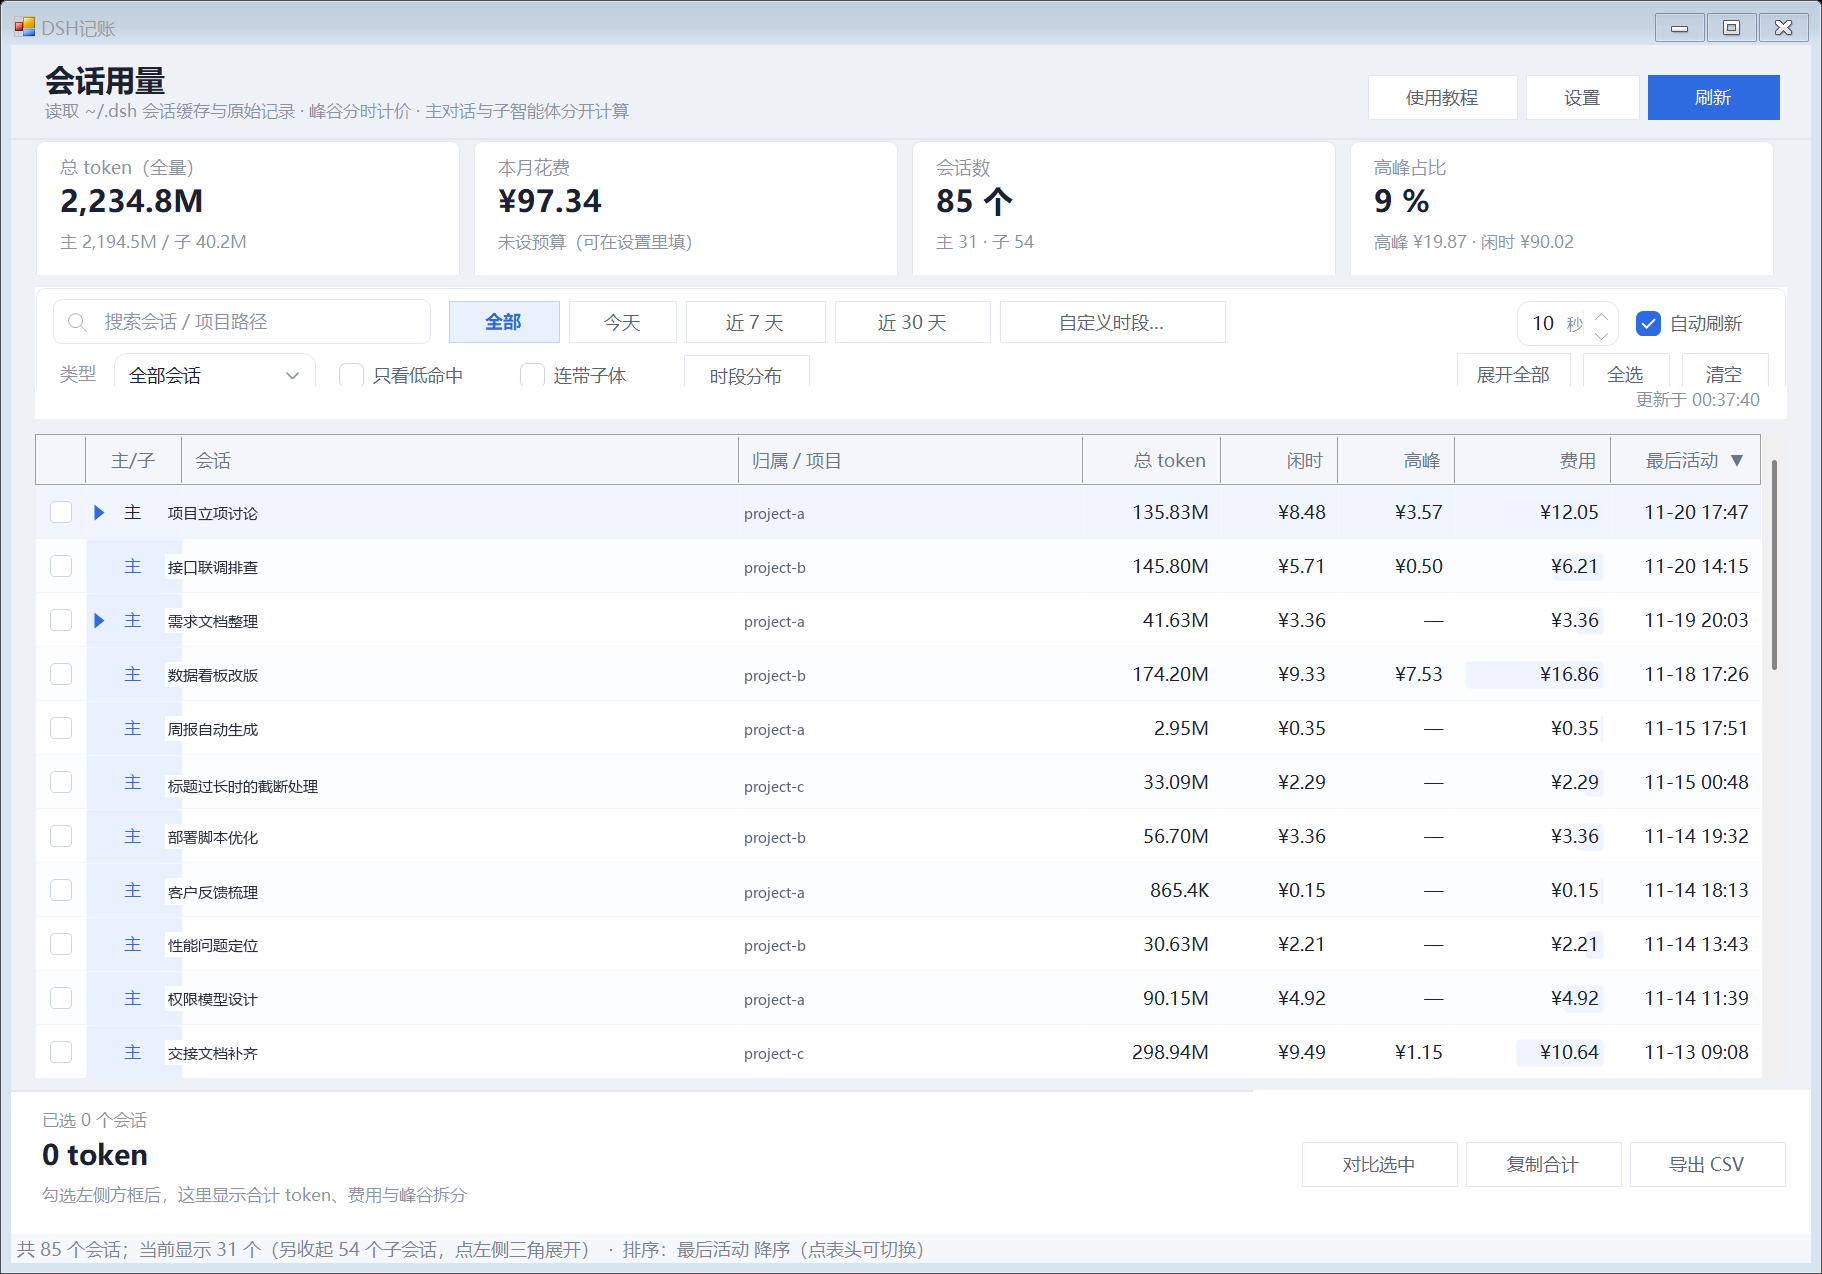 DSH记账
会话用量
读取 ~/.dsh 会话缓存与原始记录 · 峰谷分时计价 · 主对话与子智能体分开计算
使用教程 设置 刷新
总 token（全量）
2,234.8M
主 2,194.5M / 子 40.2M
本月花费
¥97.34
未设预算（可在设置里填）
会话数
85 个
主 31 · 子 54
高峰占比
9 %
高峰 ¥19.87 · 闲时 ¥90.02
搜索会话 / 项目路径 全部 今天 近 7 天 近 30 天 自定义时段... 10 秒 自动刷新
类型 全部会话 只看低命中 连带子体 时段分布 展开全部 全选 清空
更新于 00:37:40
主/子 会话 归属 / 项目 总 token 闲时 高峰 费用 最后活动 ▼
主 项目立项讨论 project-a 135.83M ¥8.48 ¥3.57 ¥12.05 11-20 17:47
主 接口联调排查 project-b 145.80M ¥5.71 ¥0.50 ¥6.21 11-20 14:15
主 需求文档整理 project-a 41.63M ¥3.36 — ¥3.36 11-19 20:03
主 数据看板改版 project-b 174.20M ¥9.33 ¥7.53 ¥16.86 11-18 17:26
主 周报自动生成 project-a 2.95M ¥0.35 — ¥0.35 11-15 17:51
主 标题过长时的截断处理 project-c 33.09M ¥2.29 — ¥2.29 11-15 00:48
主 部署脚本优化 project-b 56.70M ¥3.36 — ¥3.36 11-14 19:32
主 客户反馈梳理 project-a 865.4K ¥0.15 — ¥0.15 11-14 18:13
主 性能问题定位 project-b 30.63M ¥2.21 — ¥2.21 11-14 13:43
主 权限模型设计 project-a 90.15M ¥4.92 — ¥4.92 11-14 11:39
主 交接文档补齐 project-c 298.94M ¥9.49 ¥1.15 ¥10.64 11-13 09:08
已选 0 个会话
0 token
勾选左侧方框后，这里显示合计 token、费用与峰谷拆分
对比选中 复制合计 导出 CSV
共 85 个会话；当前显示 31 个（另收起 54 个子会话，点左侧三角展开） · 排序：最后活动 降序（点表头可切换）